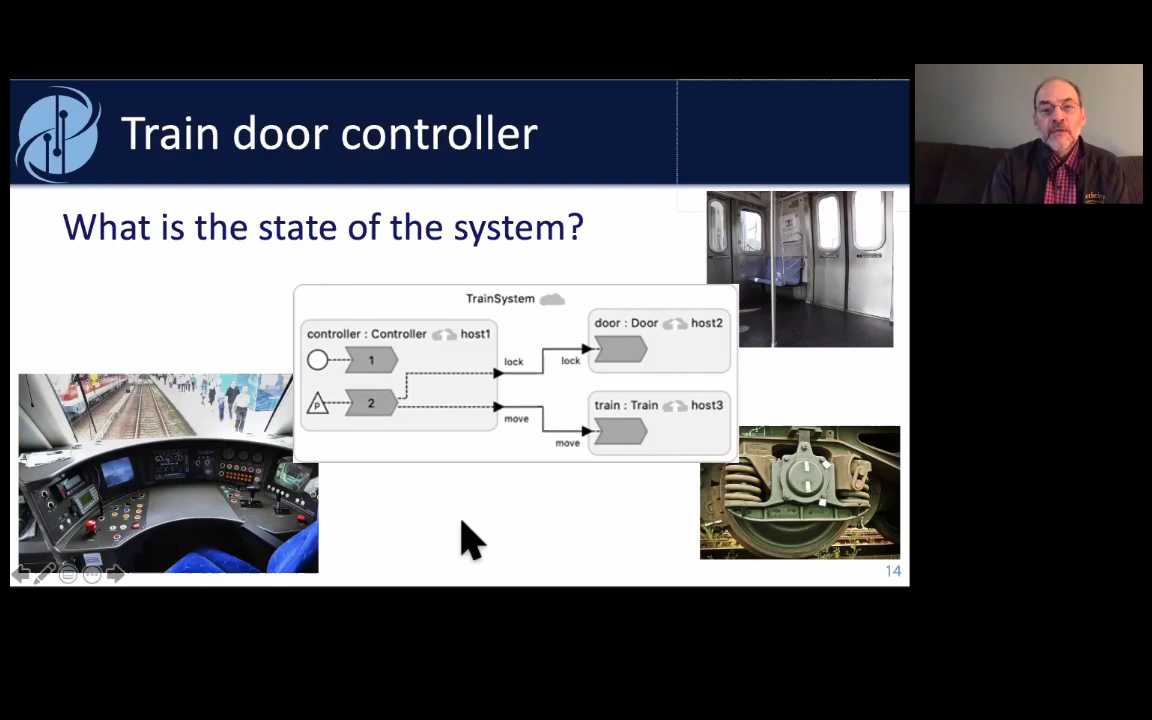 Train door controller
What is the state of the system?
TrainSystem
controller : Controller host1
1
P
2
lock
move
lock
move
door : Door host2
train : Train host3
14